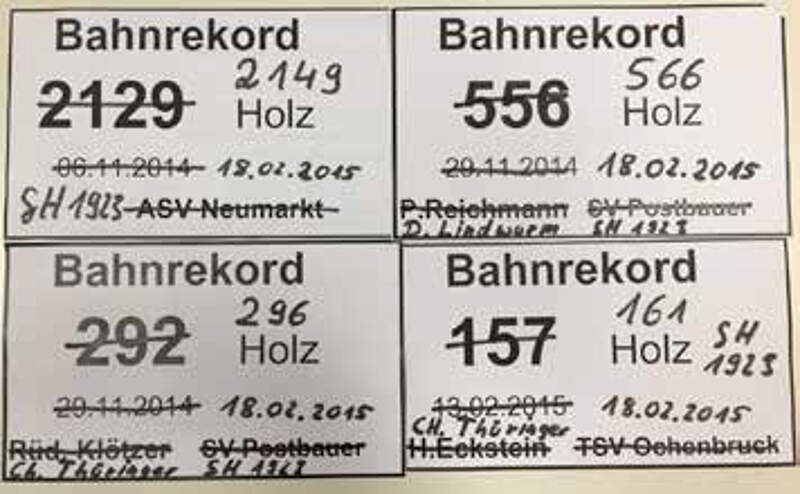 Bahnrekord
2129 2149
Holz
06.11.2014 18.02.2015
SH 1923 ASV Neumarkt
Bahnrekord
556 566
Holz
29.11.2014 18.02.2015
P.Reichmann SV Postbauer
D. Lindwurm SH 1923
Bahnrekord
292 296
Holz
29.11.2014 18.02.2015
Rüd. Klötzer SV Postbauer
Ch. Thüringer SH 1923
Bahnrekord
157 161
Holz SH 1923
13.02.2015 18.02.2015
CH. Thüringer
H.Eckstein TSV Ochenbruck